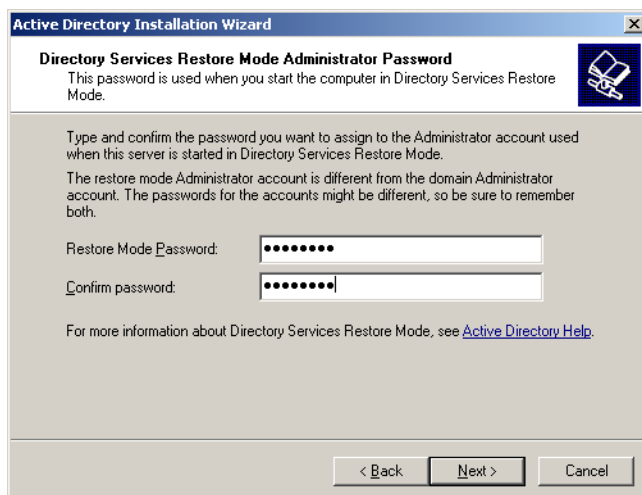 Active Directory Installation Wizard
Directory Services Restore Mode Administrator Password
This password is used when you start the computer in Directory Services Restore
Mode.
Type and confirm the password you want to assign to the Administrator account used
when this server is started in Directory Services Restore Mode.
The restore mode Administrator account is different from the domain Administrator
account. The passwords for the accounts might be different, so be sure to remember
both.
Restore Mode Password: ●●●●●●●●
Confirm password: ●●●●●●●●
For more information about Directory Services Restore Mode, see Active Directory Help.
< Back Next > Cancel